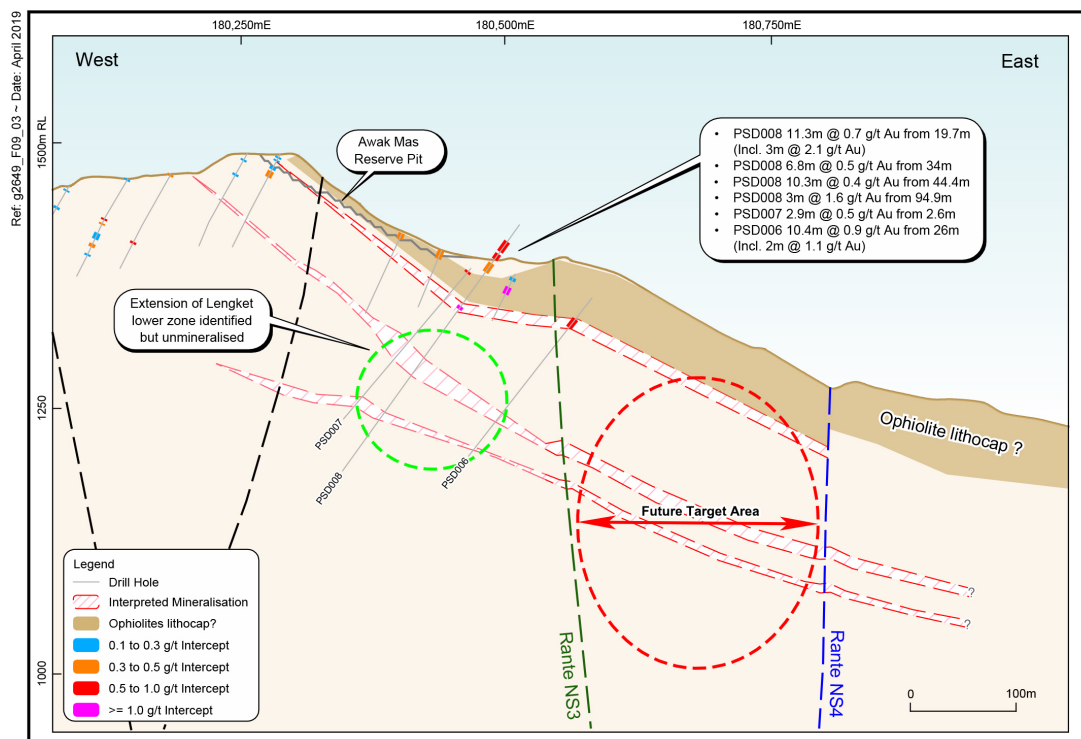 Ref: g2649_F09_03 ~ Date: April 2019
180,250mE
180,500mE
180,750mE
West
East
1500m RL
1250
1000
Awak Mas
Reserve Pit
• PSD008 11.3m @ 0.7 g/t Au from 19.7m
(Incl. 3m @ 2.1 g/t Au)
• PSD008 6.8m @ 0.5 g/t Au from 34m
• PSD008 10.3m @ 0.4 g/t Au from 44.4m
• PSD008 3m @ 1.6 g/t Au from 94.9m
• PSD007 2.9m @ 0.5 g/t Au from 2.6m
• PSD006 10.4m @ 0.9 g/t Au from 26m
(Incl. 2m @ 1.1 g/t Au)
Extension of Lengket
lower zone identified
but unmineralised
PSD007
PSD008
PSD006
Ophiolite lithocap ?
Future Target Area
?
?
Rante NS3
Rante NS4
Legend
Drill Hole
Interpreted Mineralisation
Ophiolites lithocap?
0.1 to 0.3 g/t Intercept
0.3 to 0.5 g/t Intercept
0.5 to 1.0 g/t Intercept
>= 1.0 g/t Intercept
0
100m